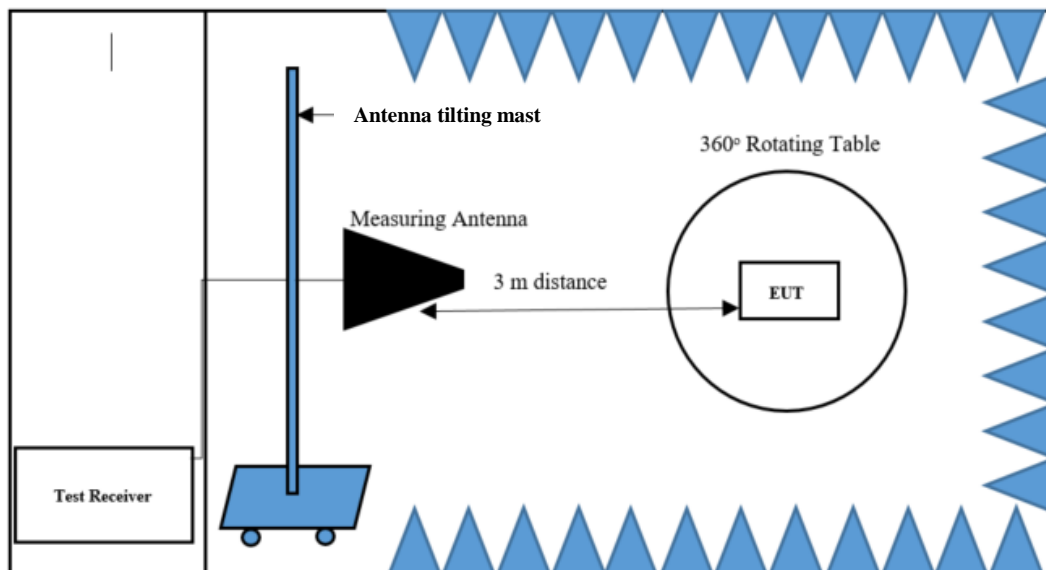 Antenna tilting mast
360° Rotating Table
Measuring Antenna
3 m distance
EUT
Test Receiver